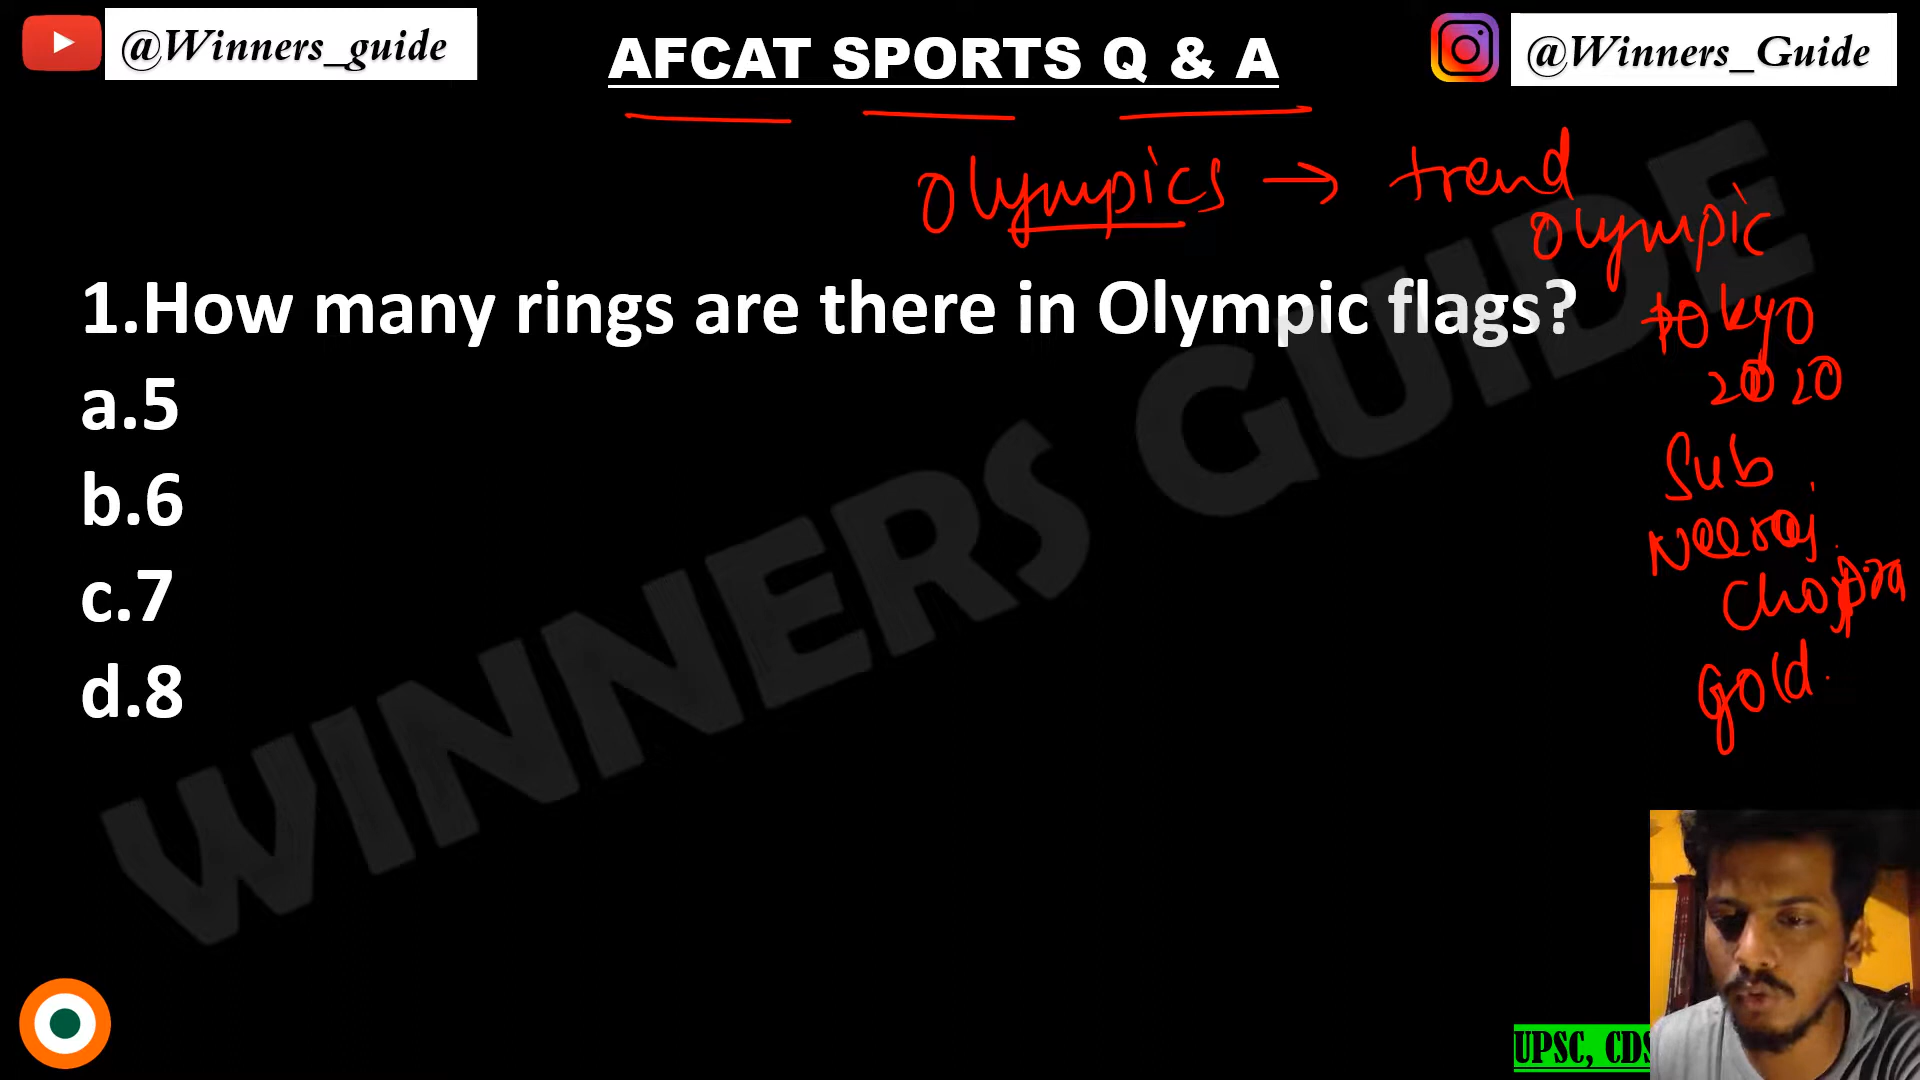 @Winners_guide
AFCAT SPORTS Q & A
@Winners_Guide
Olympics → trend
Olympic
Tokyo
2020
Sub
Neeraj
Chopra
Gold.
1.How many rings are there in Olympic flags?
a.5
b.6
c.7
d.8
WINNERS GUIDE
UPSC, CDS